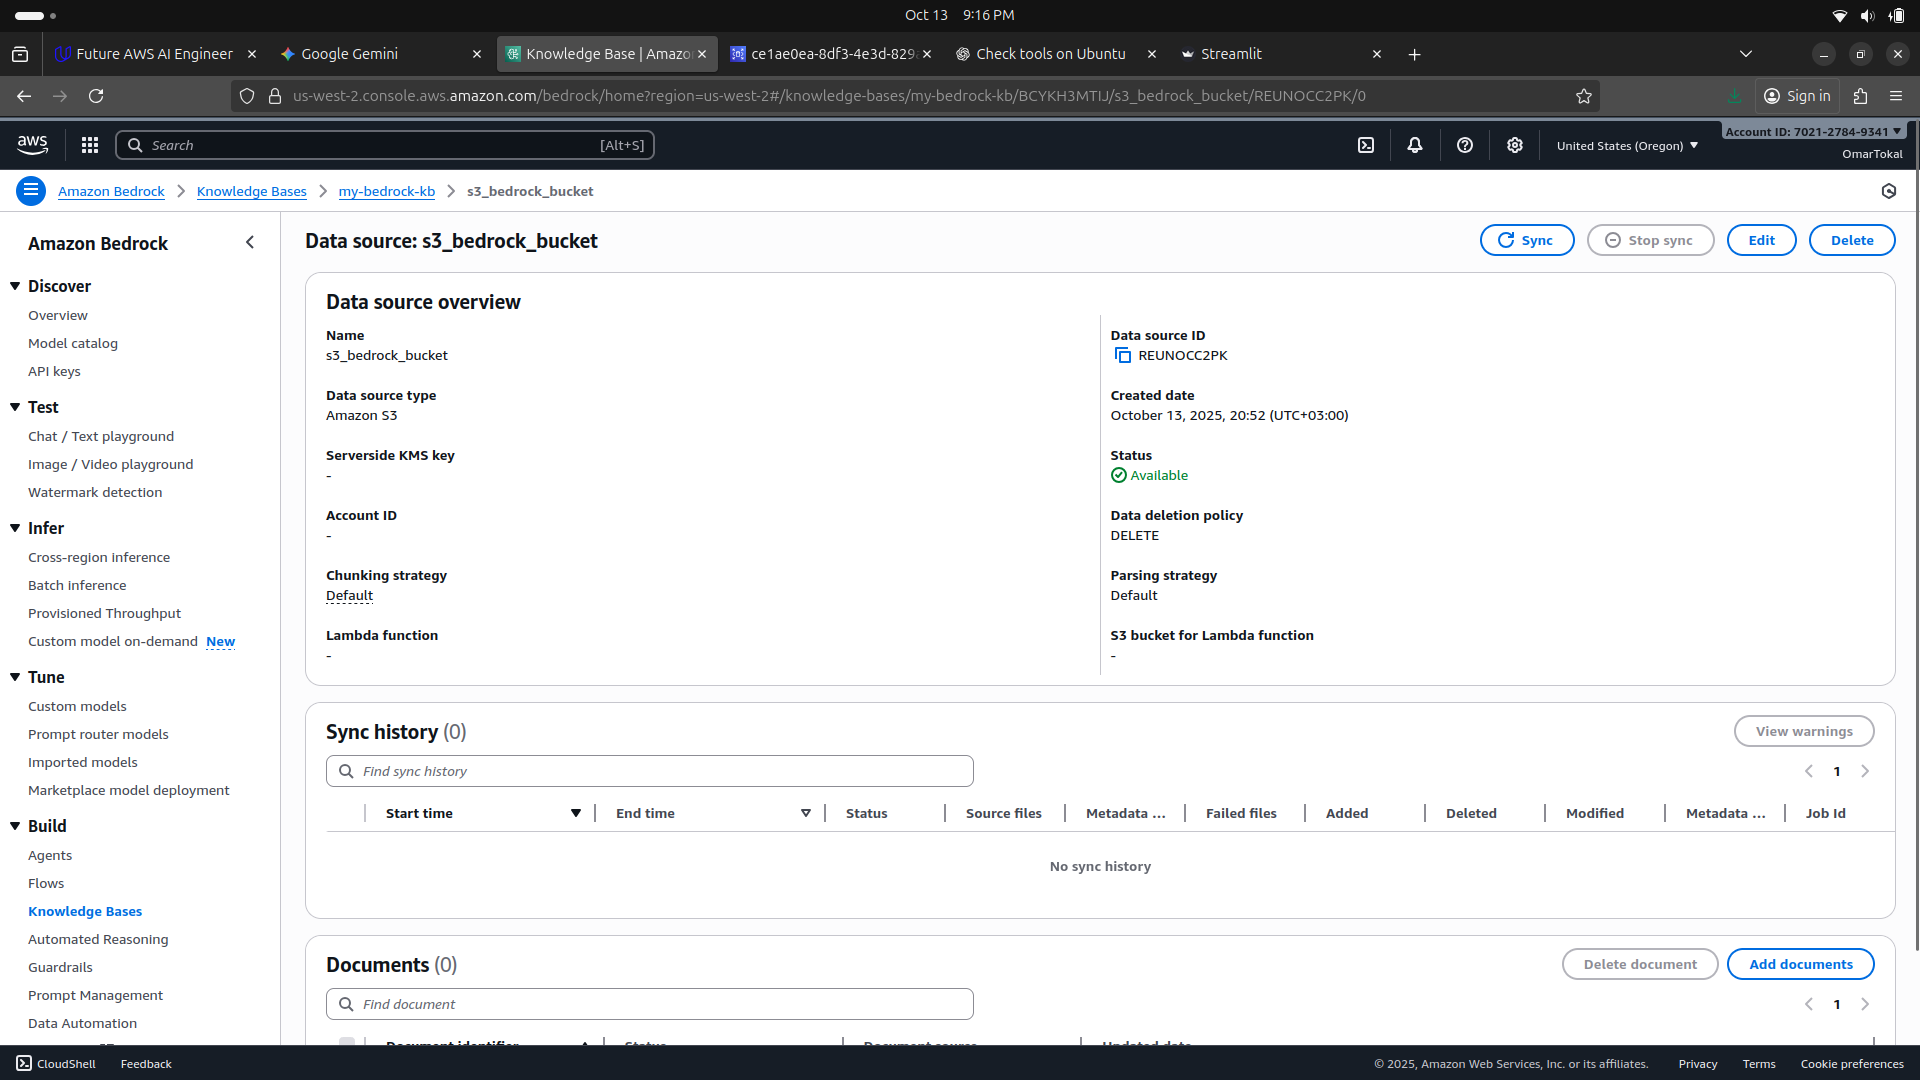 Oct 13 9:16 PM
Future AWS AI Engineer
Google Gemini
Knowledge Base | Amazo
ce1ae0ea-8df3-4e3d-829
Check tools on Ubuntu
Streamlit
us-west-2.console.aws.amazon.com/bedrock/home?region=us-west-2#/knowledge-bases/my-bedrock-kb/BCYKH3MTIJ/s3_bedrock_bucket/REUNOCC2PK/0
Sign in
aws
Search [Alt+S]
United States (Oregon)
Account ID: 7021-2784-9341
OmarTokal
Amazon Bedrock
Knowledge Bases
my-bedrock-kb
s3_bedrock_bucket
Amazon Bedrock
Discover
Overview
Model catalog
API keys
Test
Chat / Text playground
Image / Video playground
Watermark detection
Infer
Cross-region inference
Batch inference
Provisioned Throughput
Custom model on-demand New
Tune
Custom models
Prompt router models
Imported models
Marketplace model deployment
Build
Agents
Flows
Knowledge Bases
Automated Reasoning
Guardrails
Prompt Management
Data Automation
Data source: s3_bedrock_bucket
Sync
Stop sync
Edit
Delete
Data source overview
Name
s3_bedrock_bucket
Data source type
Amazon S3
Serverside KMS key
-
Account ID
-
Chunking strategy
Default
Lambda function
-
Data source ID
REUNOCC2PK
Created date
October 13, 2025, 20:52 (UTC+03:00)
Status
Available
Data deletion policy
DELETE
Parsing strategy
Default
S3 bucket for Lambda function
-
Sync history (0)
View warnings
Find sync history
1
Start time
End time
Status
Source files
Metadata ...
Failed files
Added
Deleted
Modified
Metadata ...
Job Id
No sync history
Documents (0)
Delete document
Add documents
Find document
1
Document identifier
Status
Document source
Updated date
CloudShell
Feedback
© 2025, Amazon Web Services, Inc. or its affiliates.
Privacy
Terms
Cookie preferences